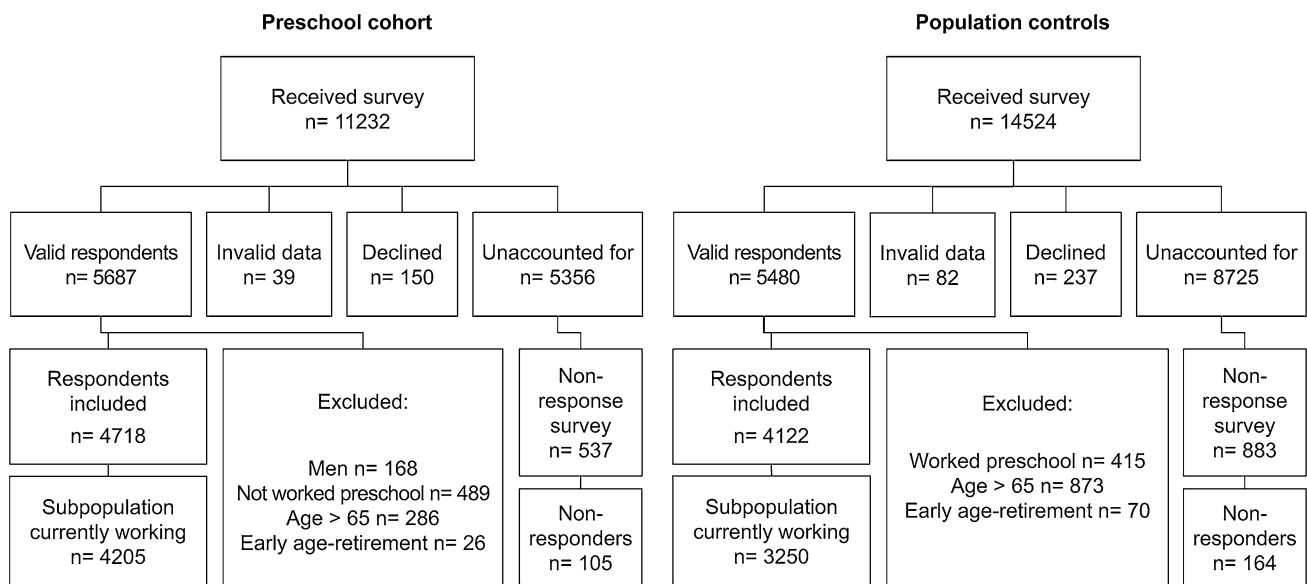 Preschool cohort
Received survey
n= 11232
Valid respondents
n= 5687
Invalid data
n= 39
Declined
n= 150
Unaccounted for
n= 5356
Respondents
included
n= 4718
Excluded:
Men n= 168
Not worked preschool n= 489
Age > 65 n= 286
Early age-retirement n= 26
Non-
response
survey
n= 537
Subpopulation
currently working
n= 4205
Non-
responders
n= 105
Population controls
Received survey
n= 14524
Valid respondents
n= 5480
Invalid data
n= 82
Declined
n= 237
Unaccounted for
n= 8725
Respondents
included
n= 4122
Excluded:
Worked preschool n= 415
Age > 65 n= 873
Early age-retirement n= 70
Non-
response
survey
n= 883
Subpopulation
currently working
n= 3250
Non-
responders
n= 164